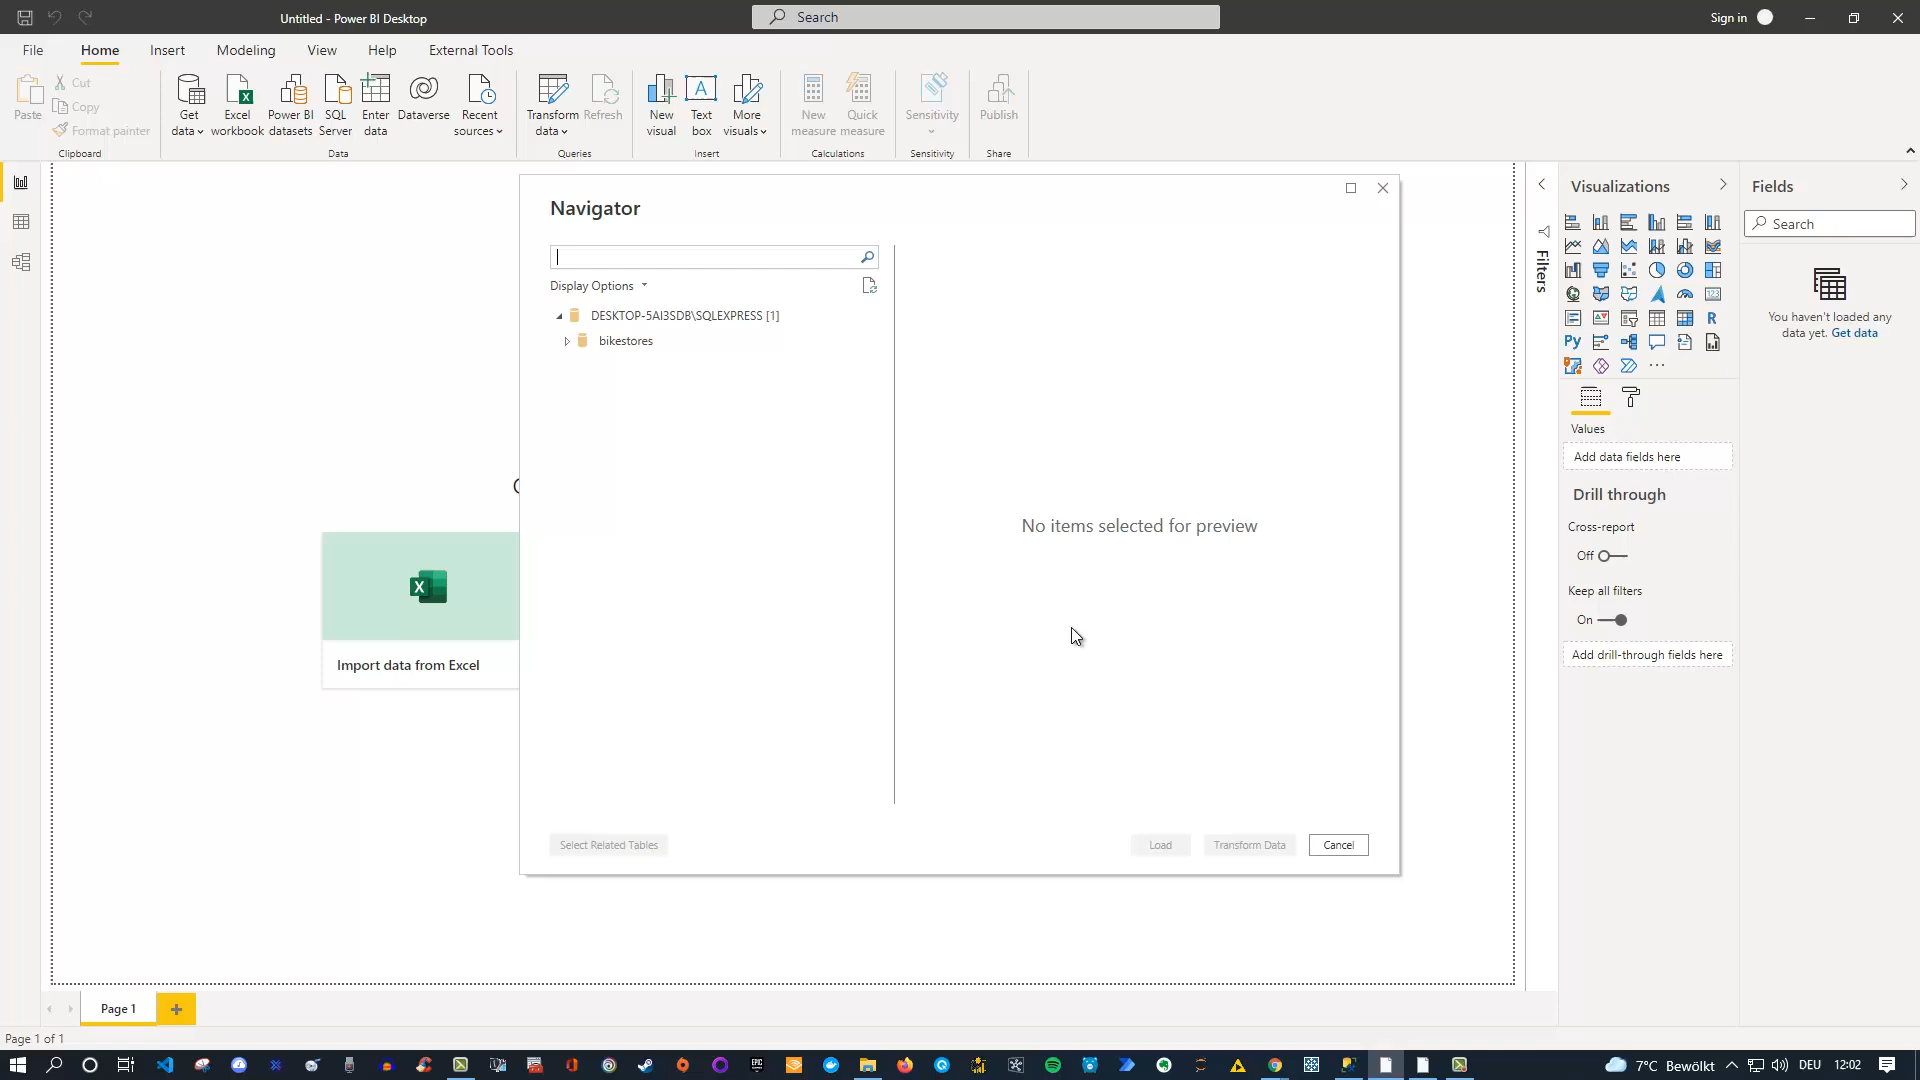 Untitled - Power BI Desktop
Search
Sign in
File
Home
Insert
Modeling
View
Help
External Tools
Paste
Cut
Copy
Format painter
Clipboard
Get data
Excel workbook
Power BI datasets
SQL Server
Enter data
Dataverse
Recent sources
Data
Transform data
Refresh
Queries
New visual
Text box
More visuals
Insert
New measure
Quick measure
Calculations
Sensitivity
Sensitivity
Publish
Share
Navigator
Display Options
DESKTOP-5AI3SDB\SQLEXPRESS [1]
bikestores
No items selected for preview
Select Related Tables
Load
Transform Data
Cancel
Import data from Excel
Filters
Visualizations
R
Py
123
Values
Add data fields here
Drill through
Cross-report
Off
Keep all filters
On
Add drill-through fields here
Fields
Search
You haven't loaded any
data yet. Get data
Page 1
Page 1 of 1
EPIC
7°C Bewölkt
DEU
12:02